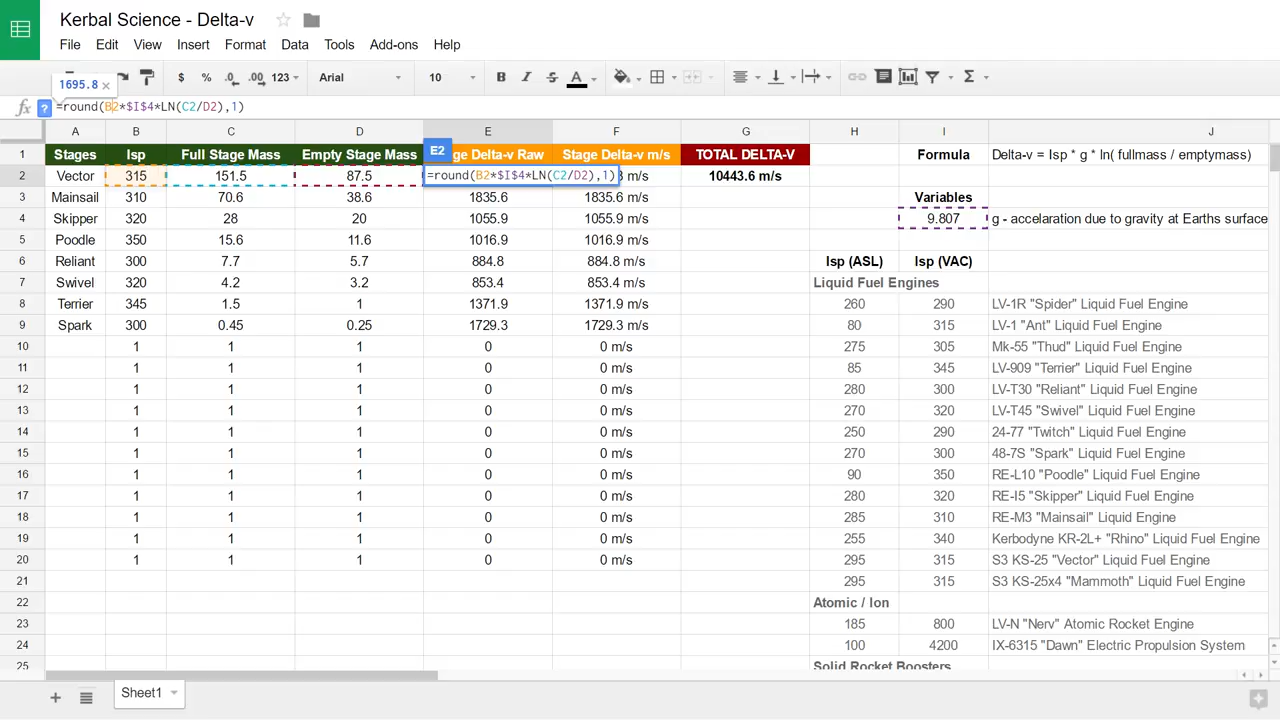 Kerbal Science - Delta-v
File Edit View Insert Format Data Tools Add-ons Help
1695.8 ×
$ % .0 .00 123 Arial 10 B I S A Σ
fx ? =round(B2*$I$4*LN(C2/D2),1)
A B C D E F G H I J
1 Stages Isp Full Stage Mass Empty Stage Mass E2 ge Delta-v Raw Stage Delta-v m/s TOTAL DELTA-V Formula Delta-v = Isp * g * ln( fullmass / emptymass)
2 Vector 315 151.5 87.5 =round(B2*$I$4*LN(C2/D2),1) 3 m/s 10443.6 m/s
3 Mainsail 310 70.6 38.6 1835.6 1835.6 m/s Variables
4 Skipper 320 28 20 1055.9 1055.9 m/s 9.807 g - accelaration due to gravity at Earths surface
5 Poodle 350 15.6 11.6 1016.9 1016.9 m/s
6 Reliant 300 7.7 5.7 884.8 884.8 m/s Isp (ASL) Isp (VAC)
7 Swivel 320 4.2 3.2 853.4 853.4 m/s Liquid Fuel Engines
8 Terrier 345 1.5 1 1371.9 1371.9 m/s 260 290 LV-1R "Spider" Liquid Fuel Engine
9 Spark 300 0.45 0.25 1729.3 1729.3 m/s 80 315 LV-1 "Ant" Liquid Fuel Engine
10 1 1 1 0 0 m/s 275 305 Mk-55 "Thud" Liquid Fuel Engine
11 1 1 1 0 0 m/s 85 345 LV-909 "Terrier" Liquid Fuel Engine
12 1 1 1 0 0 m/s 280 300 LV-T30 "Reliant" Liquid Fuel Engine
13 1 1 1 0 0 m/s 270 320 LV-T45 "Swivel" Liquid Fuel Engine
14 1 1 1 0 0 m/s 250 290 24-77 "Twitch" Liquid Fuel Engine
15 1 1 1 0 0 m/s 270 300 48-7S "Spark" Liquid Fuel Engine
16 1 1 1 0 0 m/s 90 350 RE-L10 "Poodle" Liquid Fuel Engine
17 1 1 1 0 0 m/s 280 320 RE-I5 "Skipper" Liquid Fuel Engine
18 1 1 1 0 0 m/s 285 310 RE-M3 "Mainsail" Liquid Engine
19 1 1 1 0 0 m/s 255 340 Kerbodyne KR-2L+ "Rhino" Liquid Fuel Engine
20 1 1 1 0 0 m/s 295 315 S3 KS-25 "Vector" Liquid Fuel Engine
21 295 315 S3 KS-25x4 "Mammoth" Liquid Fuel Engine
22 Atomic / Ion
23 185 800 LV-N "Nerv" Atomic Rocket Engine
24 100 4200 IX-6315 "Dawn" Electric Propulsion System
25 Solid Rocket Boosters
+ Sheet1